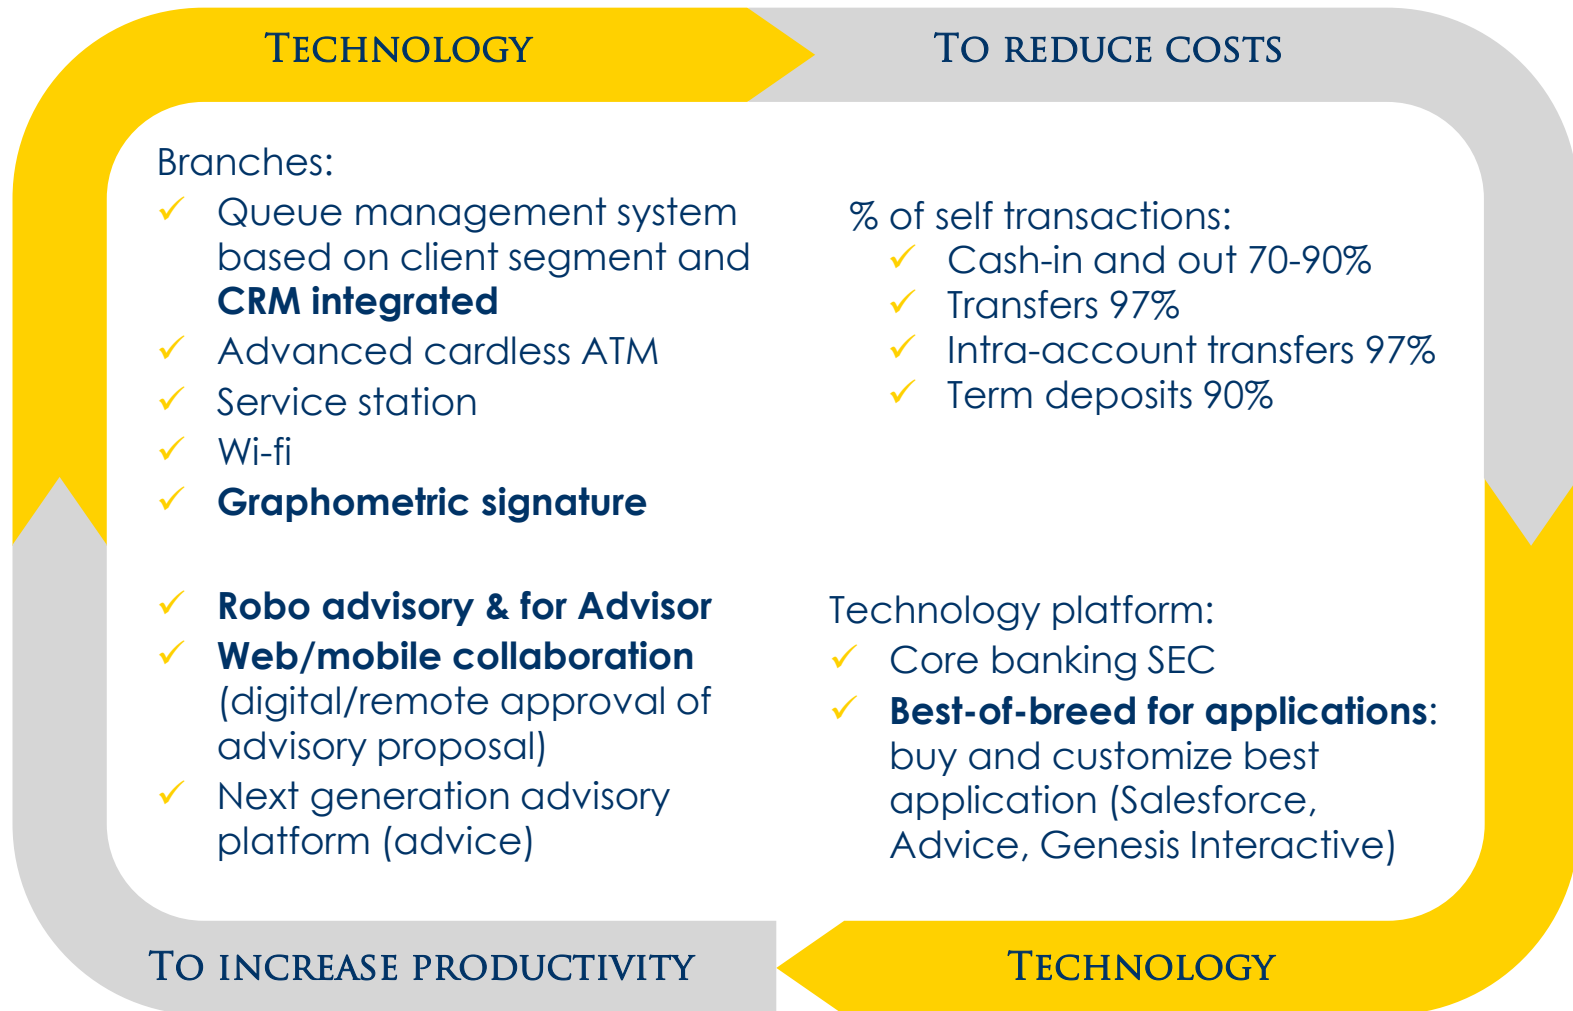 TECHNOLOGY
TO REDUCE COSTS
Branches:
✓ Queue management system
based on client segment and
CRM integrated
✓ Advanced cardless ATM
✓ Service station
✓ Wi-fi
✓ Graphometric signature
% of self transactions:
✓ Cash-in and out 70-90%
✓ Transfers 97%
✓ Intra-account transfers 97%
✓ Term deposits 90%
✓ Robo advisory & for Advisor
✓ Web/mobile collaboration
(digital/remote approval of
advisory proposal)
✓ Next generation advisory
platform (advice)
Technology platform:
✓ Core banking SEC
✓ Best-of-breed for applications:
buy and customize best
application (Salesforce,
Advice, Genesis Interactive)
TO INCREASE PRODUCTIVITY
TECHNOLOGY